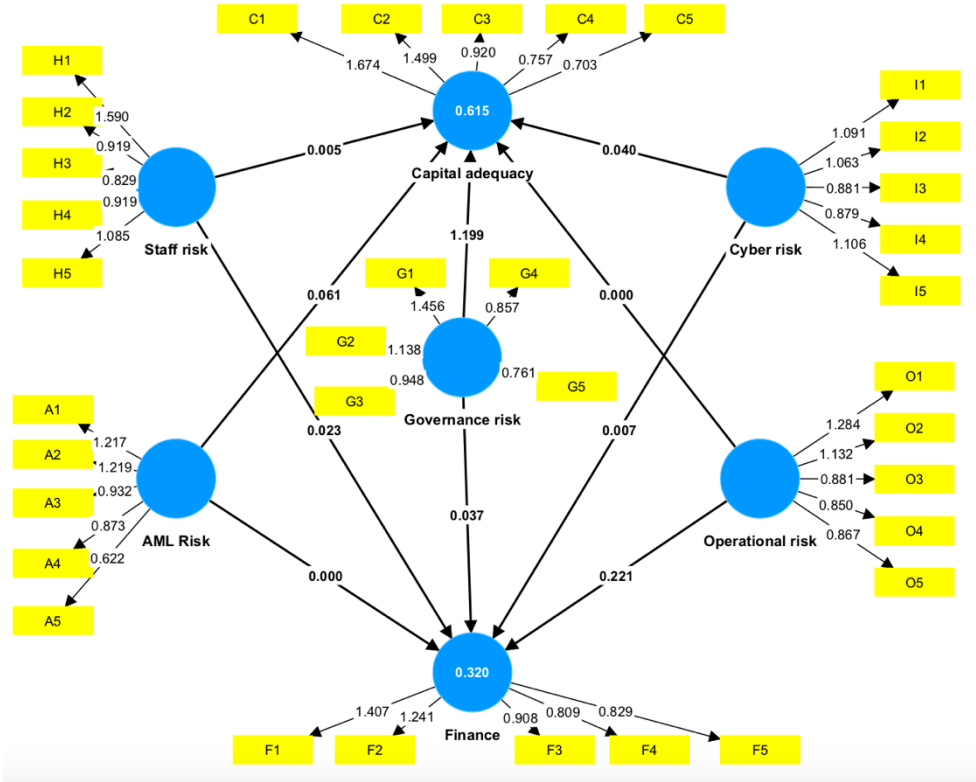 C1
C2
C3
C4
C5
1.674
1.499
0.920
0.757
0.703
H1
H2
H3
H4
H5
1.590
0.919
0.829
0.919
1.085
Staff risk
0.615
Capital adequacy
I1
I2
I3
I4
I5
1.091
1.063
0.881
0.879
1.106
Cyber risk
0.005
0.040
1.199
0.061
0.000
G1
G4
1.456
0.857
G2
1.138
0.948
0.761
G3
G5
Governance risk
0.023
0.007
0.037
A1
A2
A3
A4
A5
1.217
1.219
0.932
0.873
0.622
AML Risk
O1
O2
O3
O4
O5
1.284
1.132
0.881
0.850
0.867
Operational risk
0.000
0.221
0.320
Finance
1.407
1.241
0.908
0.809
0.829
F1
F2
F3
F4
F5